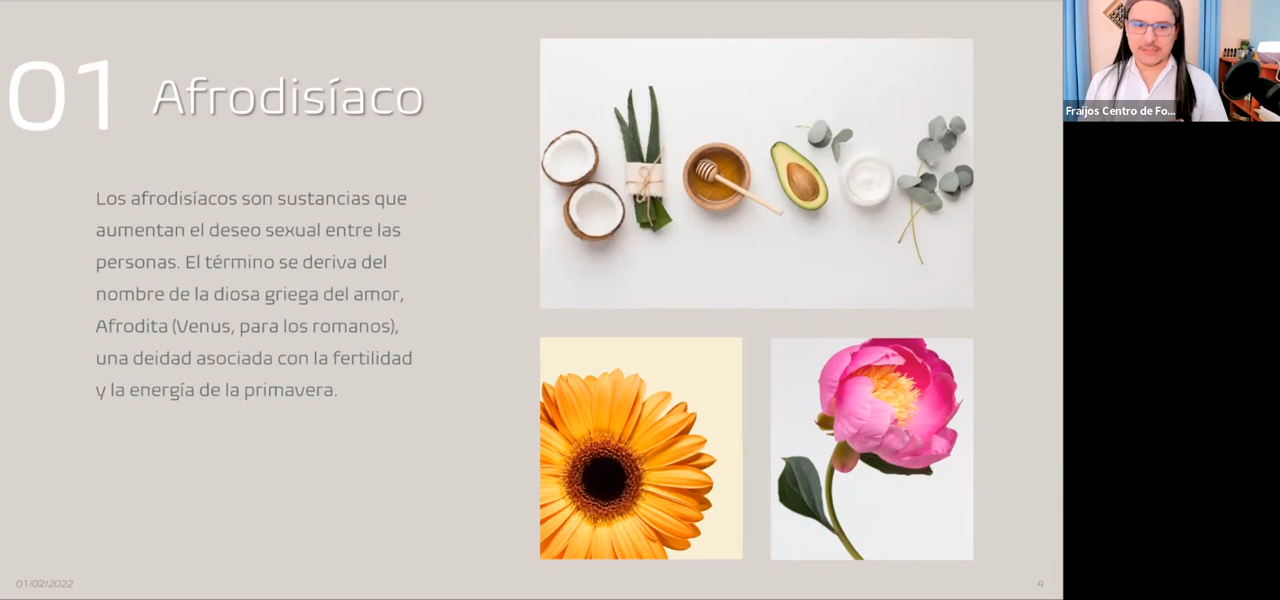 01 Afrodisíaco
Los afrodisíacos son sustancias que
aumentan el deseo sexual entre las
personas. El término se deriva del
nombre de la diosa griega del amor,
Afrodita (Venus, para los romanos),
una deidad asociada con la fertilidad
y la energía de la primavera.
01/02/2022
4
Fraijos Centro de Fo...